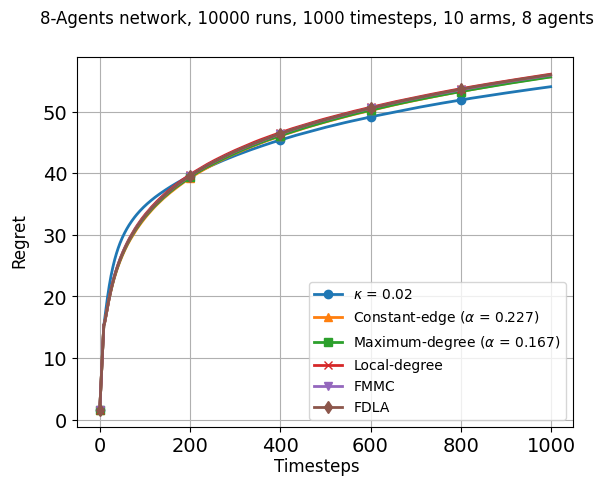 8-Agents network, 10000 runs, 1000 timesteps, 10 arms, 8 agents
50
40
30
20
10
0
Regret
κ = 0.02
Constant-edge (α = 0.227)
Maximum-degree (α = 0.167)
Local-degree
FMMC
FDLA
0 200 400 600 800 1000
Timesteps